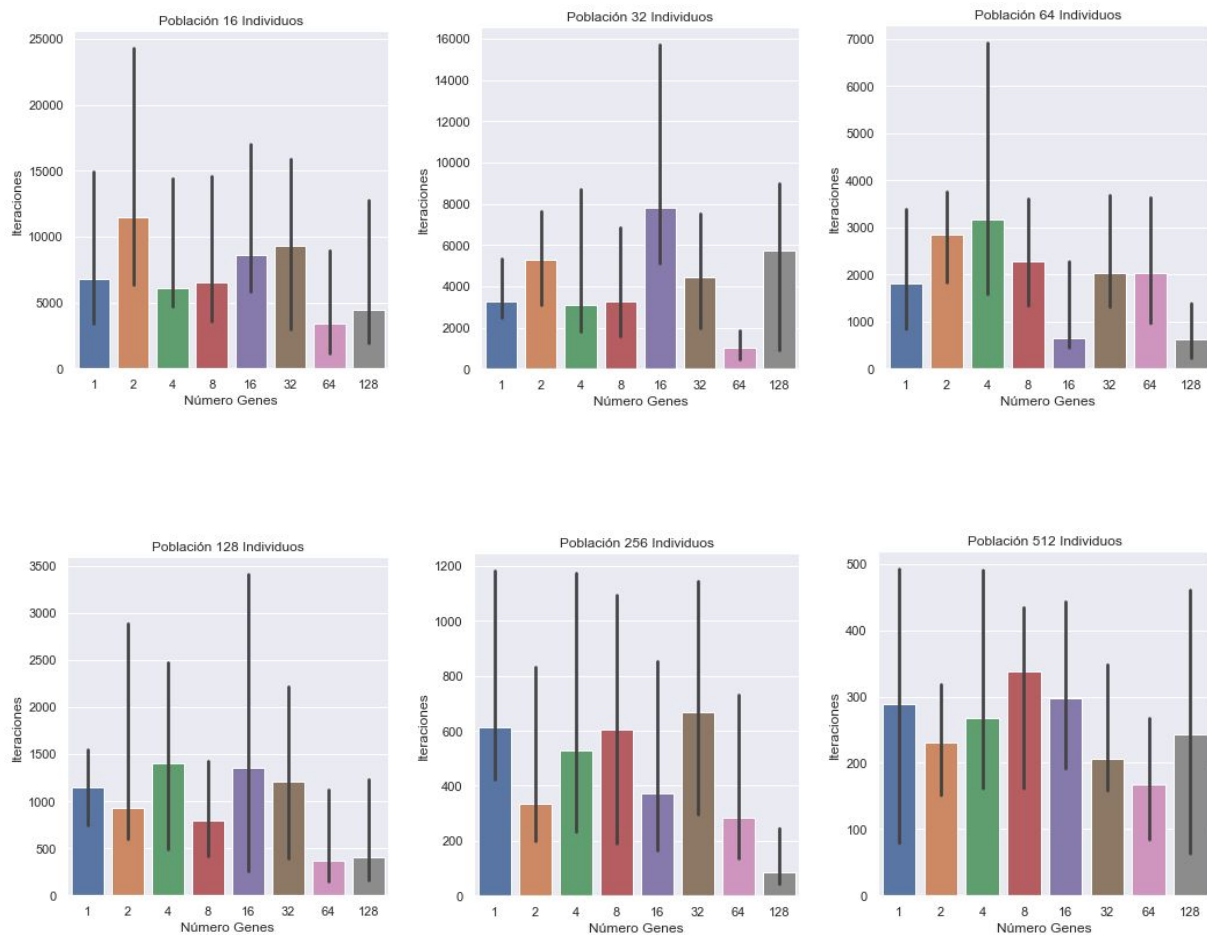 Población 16 Individuos
25000
20000
15000
10000
5000
0
Iteraciones
1 2 4 8 16 32 64 128
Número Genes
Población 32 Individuos
16000
14000
12000
10000
8000
6000
4000
2000
0
Iteraciones
1 2 4 8 16 32 64 128
Número Genes
Población 64 Individuos
7000
6000
5000
4000
3000
2000
1000
0
Iteraciones
1 2 4 8 16 32 64 128
Número Genes
Población 128 Individuos
3500
3000
2500
2000
1500
1000
500
0
Iteraciones
1 2 4 8 16 32 64 128
Número Genes
Población 256 Individuos
1200
1000
800
600
400
200
0
Iteraciones
1 2 4 8 16 32 64 128
Número Genes
Población 512 Individuos
500
400
300
200
100
0
Iteraciones
1 2 4 8 16 32 64 128
Número Genes